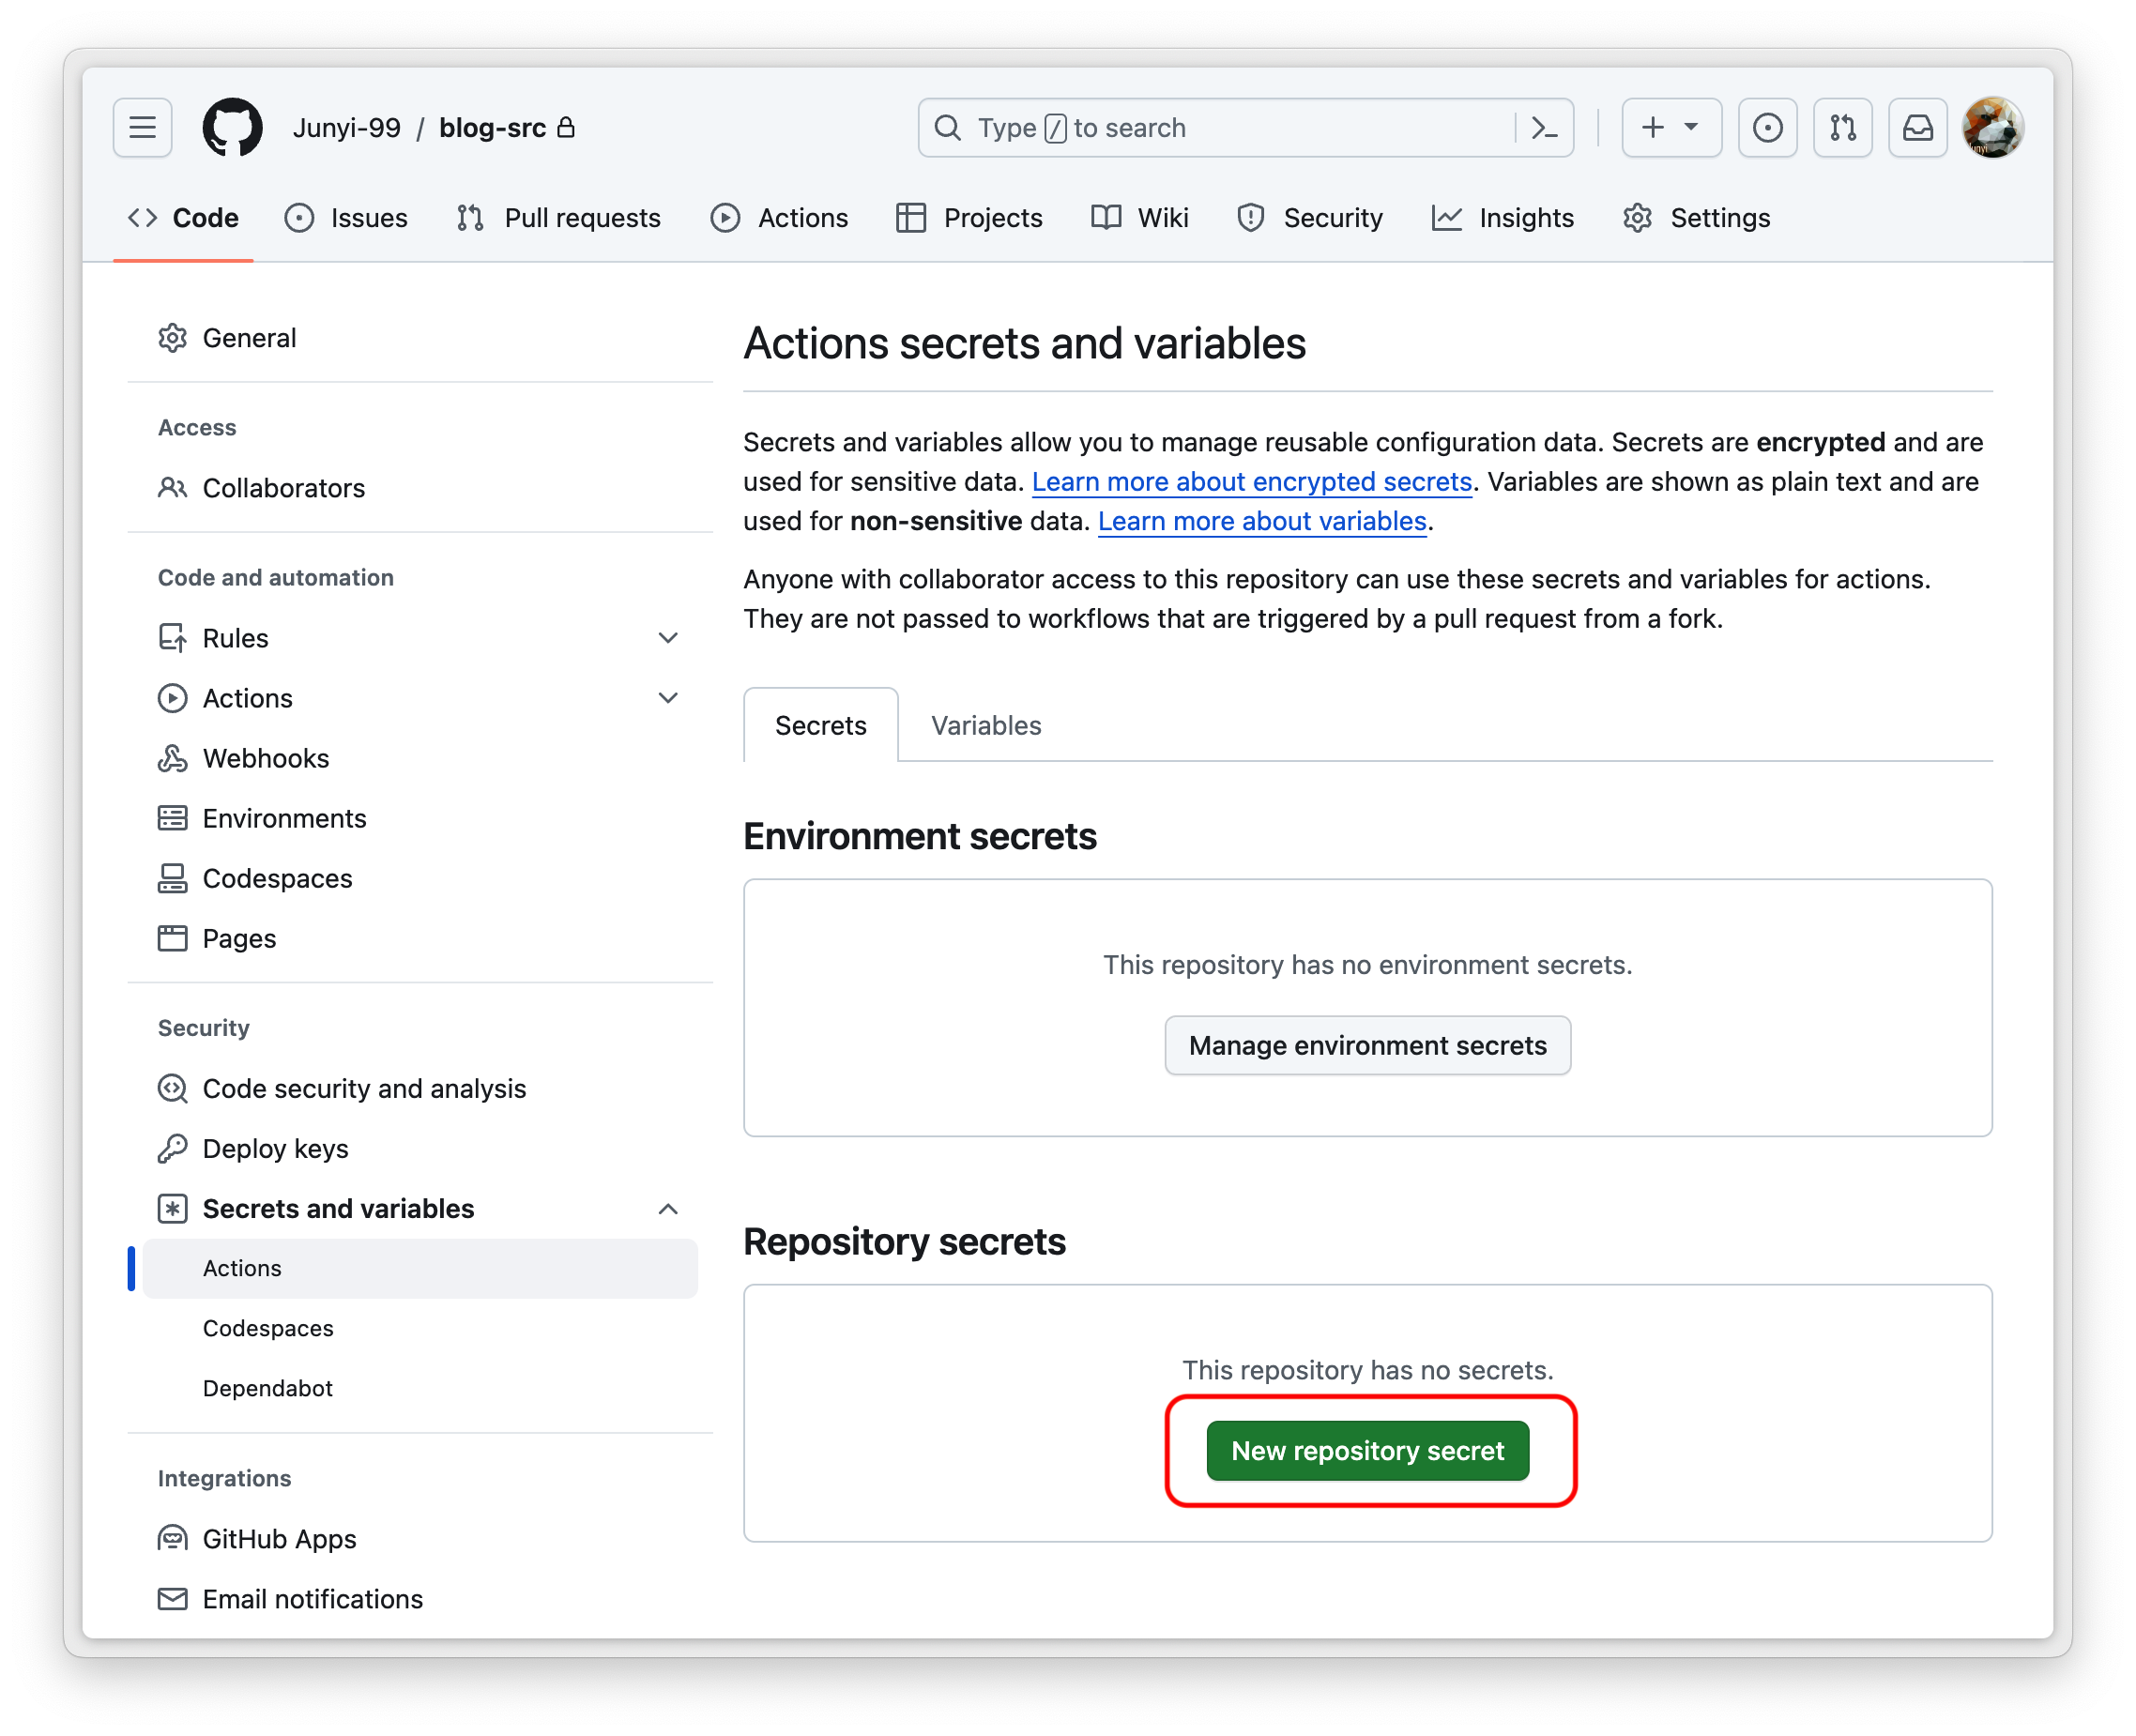 Junyi-99 / blog-src
Type / to search
Code Issues Pull requests Actions Projects Wiki Security Insights Settings
General
Access
Collaborators
Code and automation
Rules
Actions
Webhooks
Environments
Codespaces
Pages
Security
Code security and analysis
Deploy keys
Secrets and variables
Actions
Codespaces
Dependabot
Integrations
GitHub Apps
Email notifications
Actions secrets and variables
Secrets and variables allow you to manage reusable configuration data. Secrets are encrypted and are
used for sensitive data. Learn more about encrypted secrets. Variables are shown as plain text and are
used for non-sensitive data. Learn more about variables.
Anyone with collaborator access to this repository can use these secrets and variables for actions.
They are not passed to workflows that are triggered by a pull request from a fork.
Secrets Variables
Environment secrets
This repository has no environment secrets.
Manage environment secrets
Repository secrets
This repository has no secrets.
New repository secret